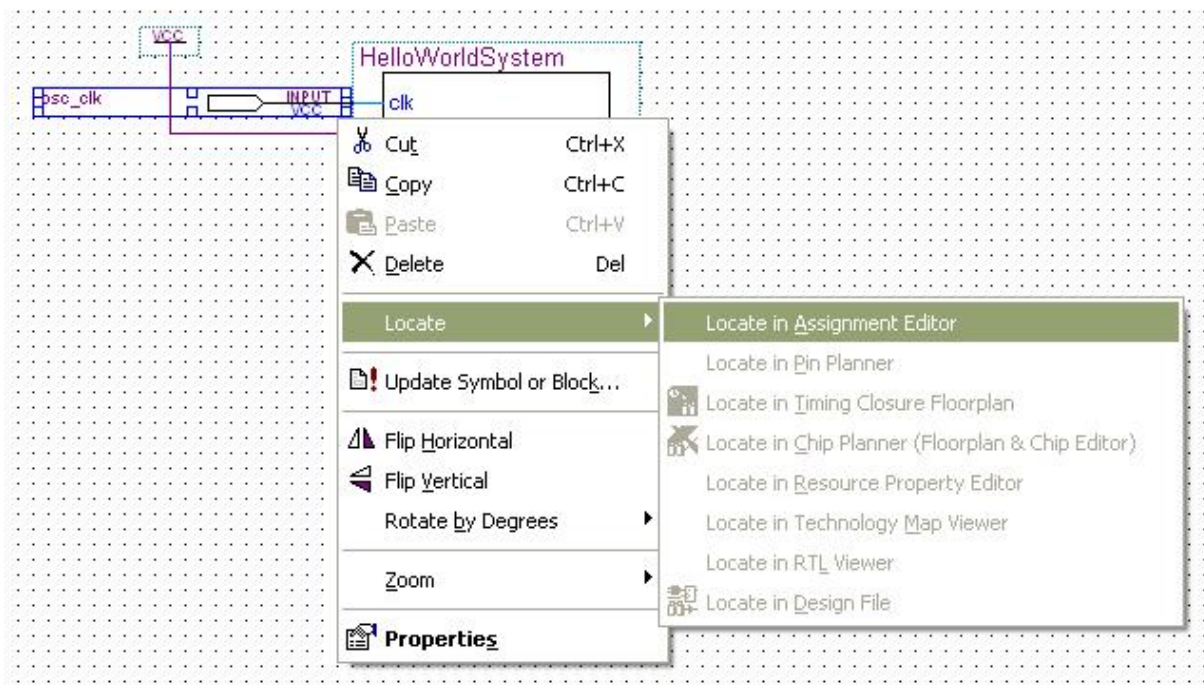 VCC
HelloWorldSystem
osc_clk
INPUT
VCC
clk
Cut Ctrl+X
Copy Ctrl+C
Paste Ctrl+V
Delete Del
Locate
Locate in Assignment Editor
Locate in Pin Planner
Locate in Timing Closure Floorplan
Update Symbol or Block...
Locate in Chip Planner (Floorplan & Chip Editor)
Flip Horizontal
Flip Vertical
Locate in Resource Property Editor
Rotate by Degrees
Locate in Technology Map Viewer
Locate in RTL Viewer
Zoom
Locate in Design File
Properties